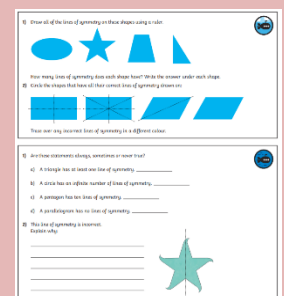 1) Draw all of the lines of symmetry on these shapes using a ruler.
How many lines of symmetry does each shape have? Write the answer under each shape.
2) Circle the shapes that have all their correct lines of symmetry drawn on.
Trace over any incorrect lines of symmetry in a different colour.
1) Are these statements always, sometimes or never true?
a) A triangle has at least one line of symmetry.
b) A circle has an infinite number of lines of symmetry.
c) A pentagon has ten lines of symmetry.
d) A parallelogram has no lines of symmetry.
2) This line of symmetry is incorrect.
Explain why.